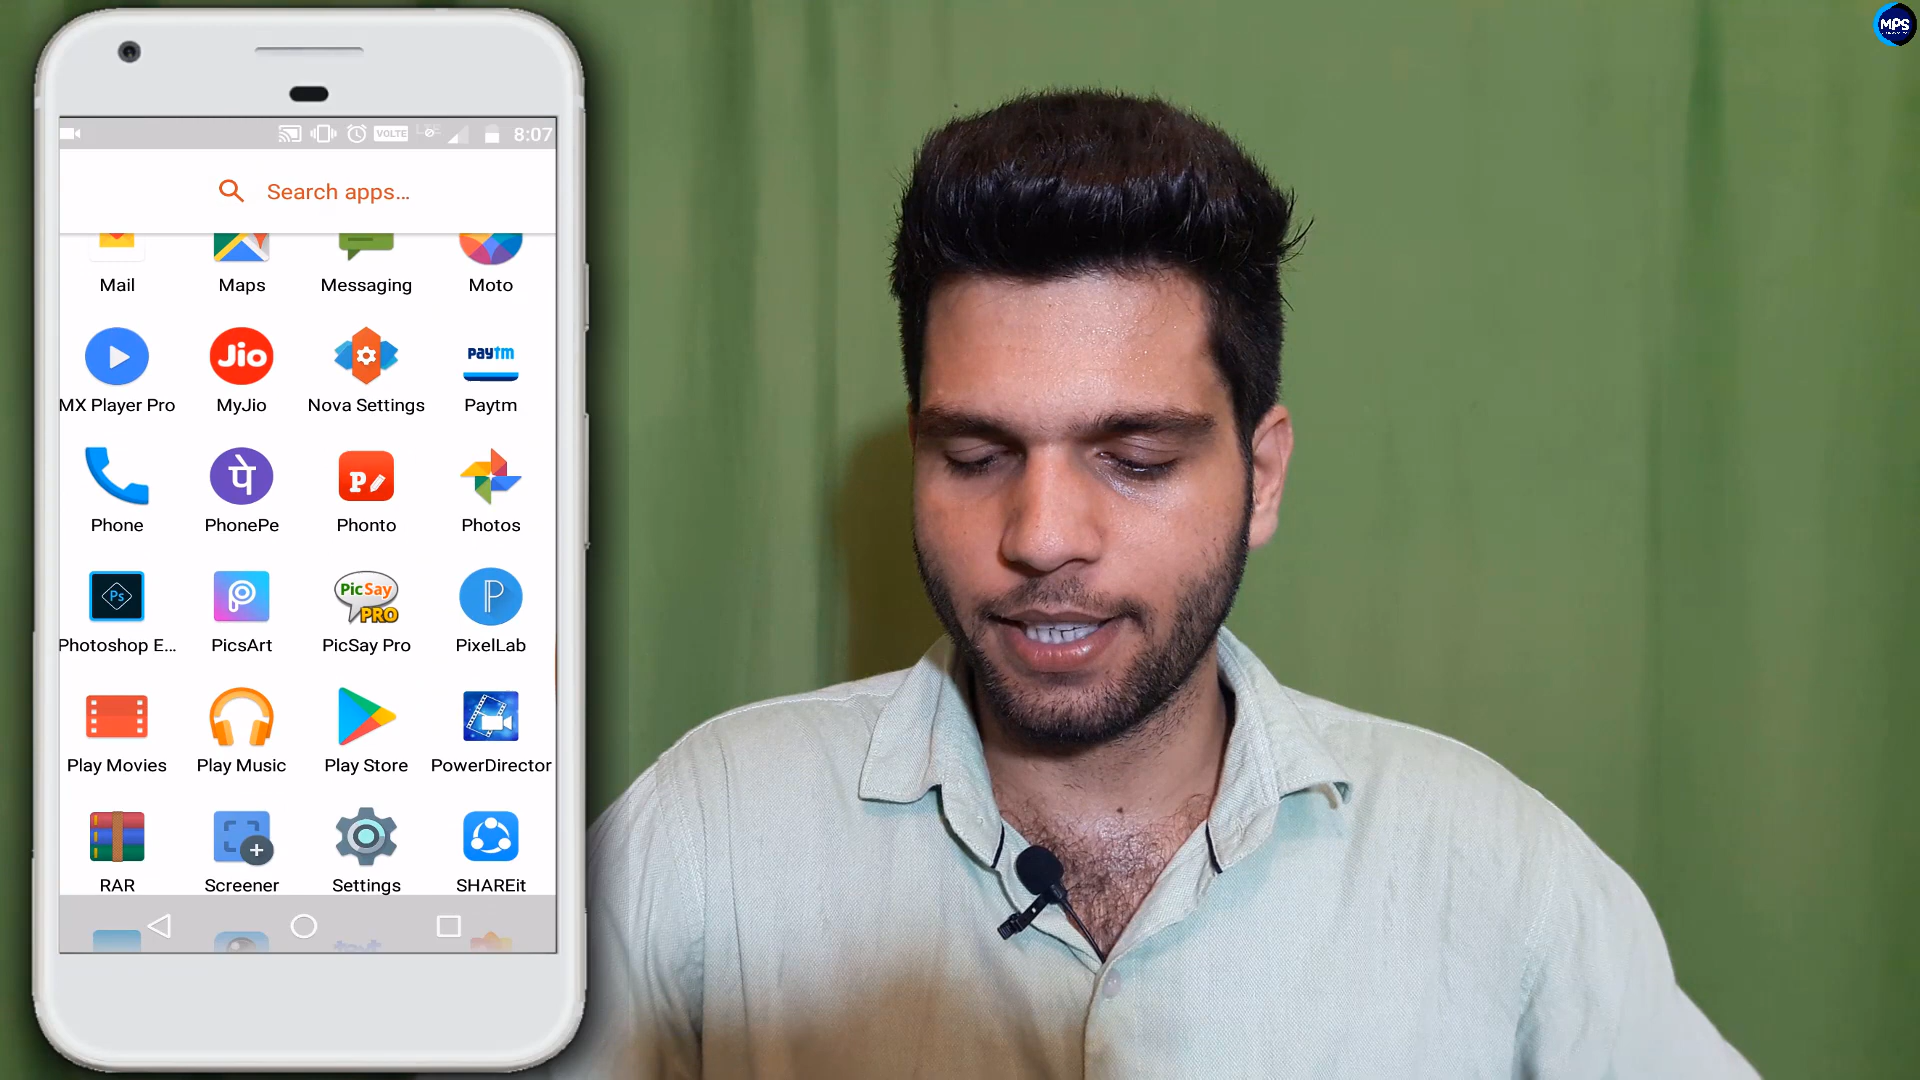 MPS
VOLTE
8:07
Search apps...
Mail
Maps
Messaging
Moto
Jio
paytm
MX Player Pro
MyJio
Nova Settings
Paytm
पे
P
Phone
PhonePe
Phonto
Photos
Ps
P
PicSay
PRO
P
Photoshop E...
PicsArt
PicSay Pro
PixelLab
Play Movies
Play Music
Play Store
PowerDirector
RAR
Screener
Settings
SHAREit